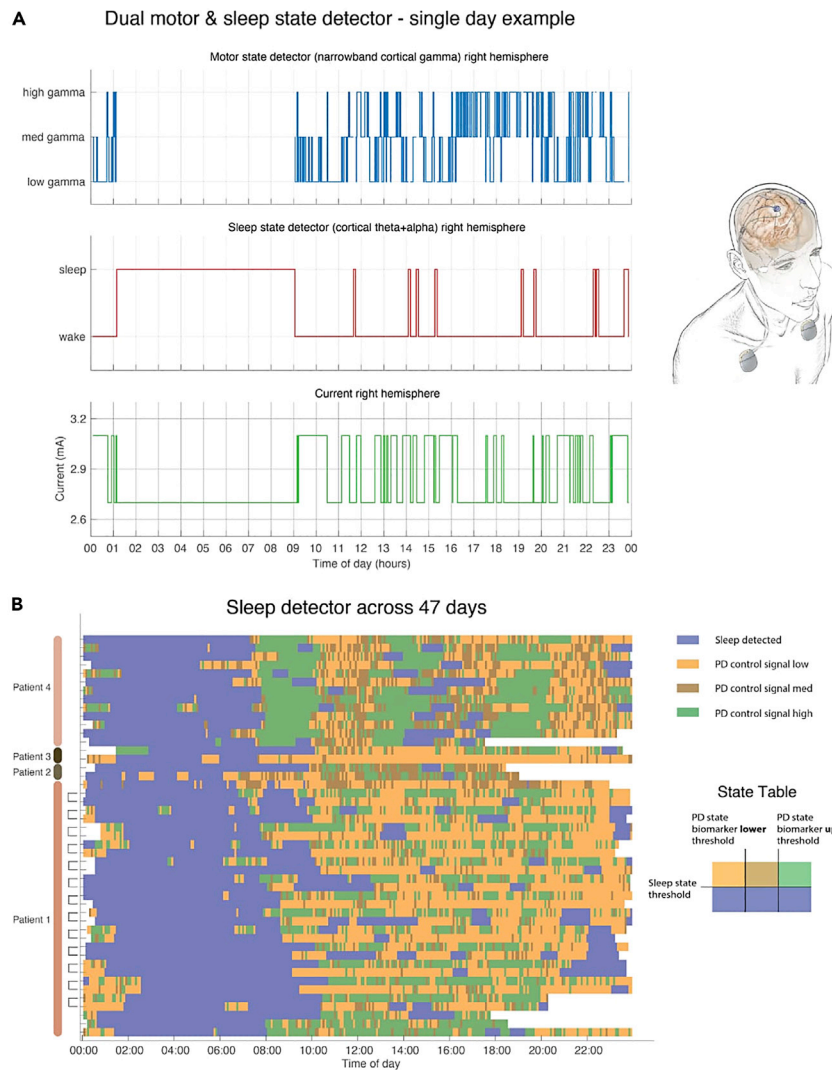 A
Dual motor & sleep state detector - single day example
Motor state detector (narrowband cortical gamma) right hemisphere
high gamma
med gamma
low gamma
Sleep state detector (cortical theta+alpha) right hemisphere
sleep
wake
Current right hemisphere
Current (mA)
3.2
2.9
2.6
00 01 02 03 04 05 06 07 08 09 10 11 12 13 14 15 16 17 18 19 20 21 22 23 00
Time of day (hours)
B
Sleep detector across 47 days
Patient 4
Patient 3
Patient 2
Patient 1
00:00 02:00 04:00 06:00 08:00 10:00 12:00 14:00 16:00 18:00 20:00 22:00
Time of day
Sleep detected
PD control signal low
PD control signal med
PD control signal high
State Table
PD state
biomarker lower
threshold
PD state
biomarker up
threshold
Sleep state
threshold